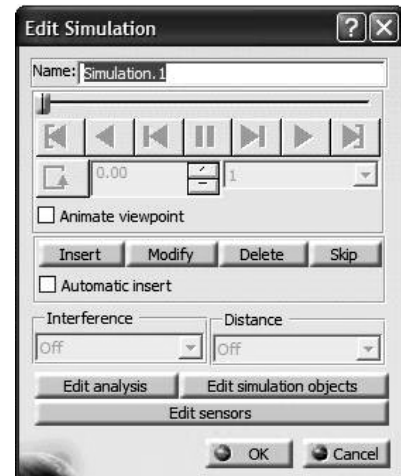 Edit Simulation
Name: Simulation.1
0.00 1
Animate viewpoint
Insert Modify Delete Skip
Automatic insert
Interference Distance
Off Off
Edit analysis Edit simulation objects
Edit sensors
OK Cancel